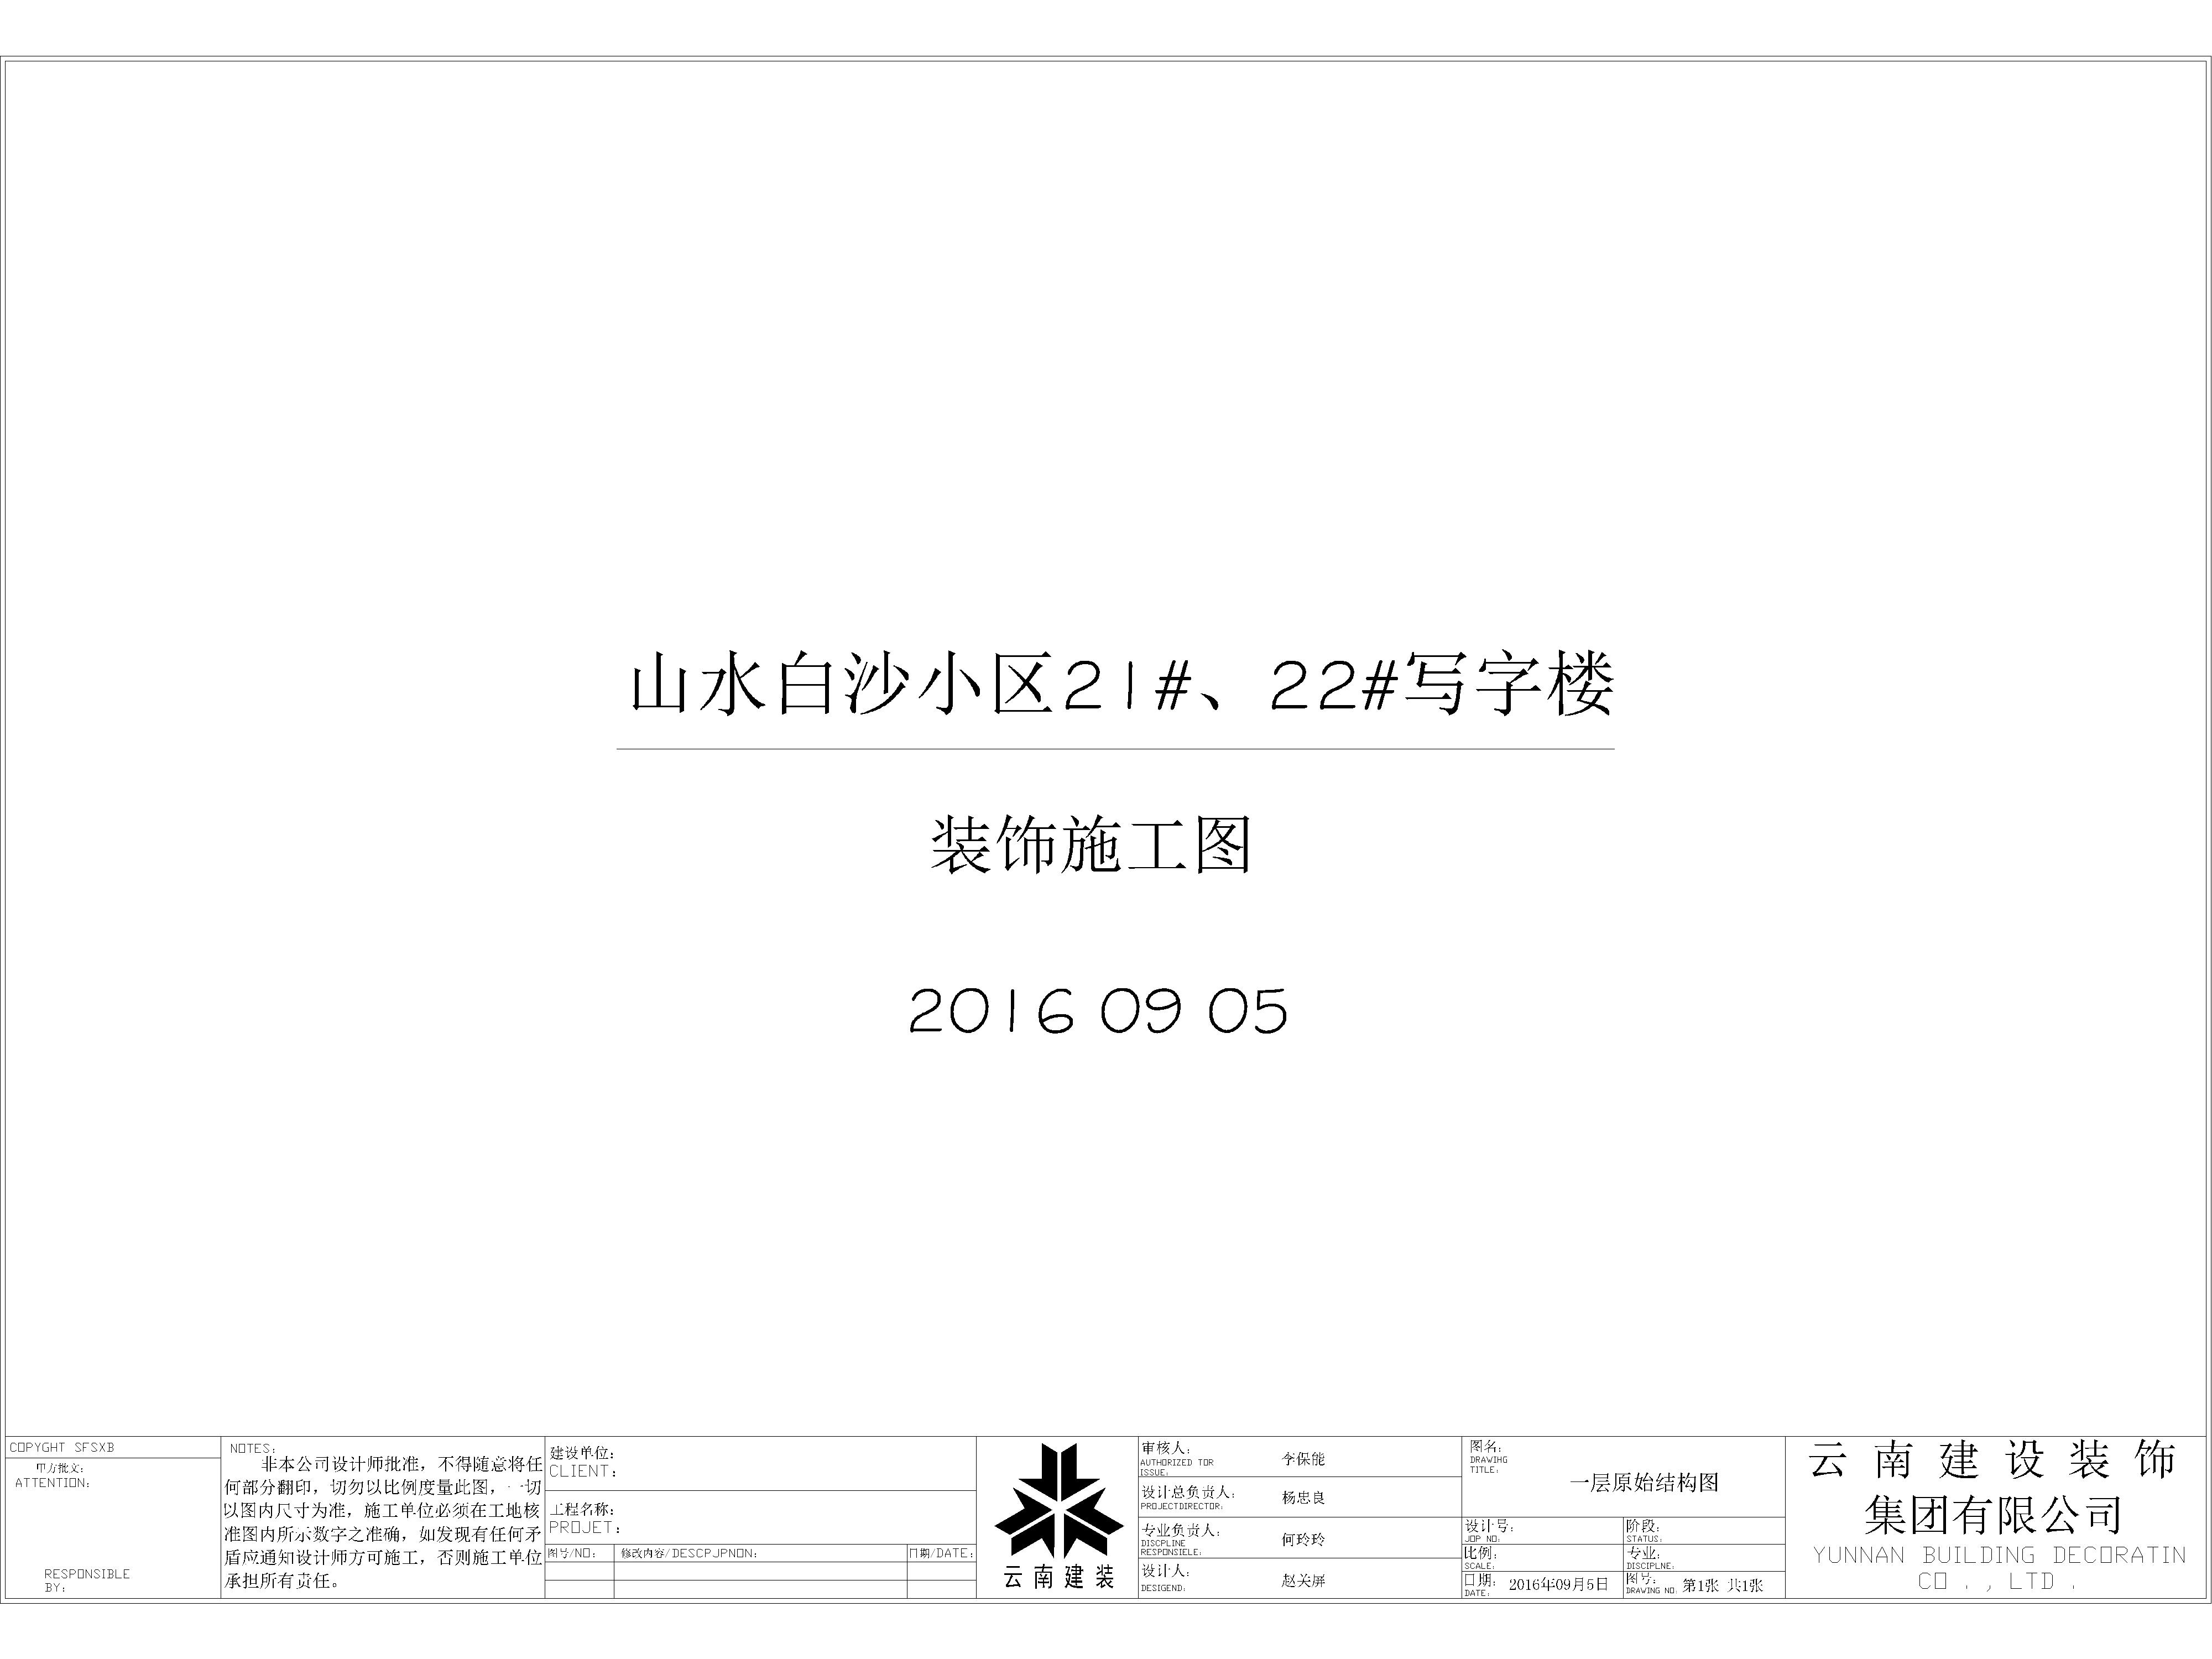 山水白沙小区21#、22#写字楼
装饰施工图
2016 09 05
COPYGHT SFSXB
甲方批文:
ATTENTION:
RESPONSIBLE
BY:
NOTES:
非本公司设计师批准，不得随意将任
何部分翻印，切勿以比例度量此图，一切
以图内尺寸为准，施工单位必须在工地核
准图内所示数字之准确，如发现有任何矛
盾应通知设计师方可施工，否则施工单位
承担所有责任。
建设单位:
CLIENT:
工程名称:
PROJET:
图号/NO: 修改内容/DESCPJPNON: 日期/DATE:
云南建装
审核人:
AUTHORIZED TOR
ISSUE:
李保能
设计总负责人:
PROJECTDIRECTOR:
杨忠良
专业负责人:
DISCPLINE
RESPONSIELE:
何玲玲
设计人:
DESIGEND:
赵关屏
图名:
DRAWIHG
TITLE:
一层原始结构图
设计号:
JOP NO:
阶段:
STATUS:
比例:
SCALE:
专业:
DISCIPLNE:
日期:
DATE:
2016年09月5日
图号:
DRAWING NO:
第1张 共1张
云南建设装饰
集团有限公司
YUNNAN BUILDING DECORATIN
CO . , LTD .